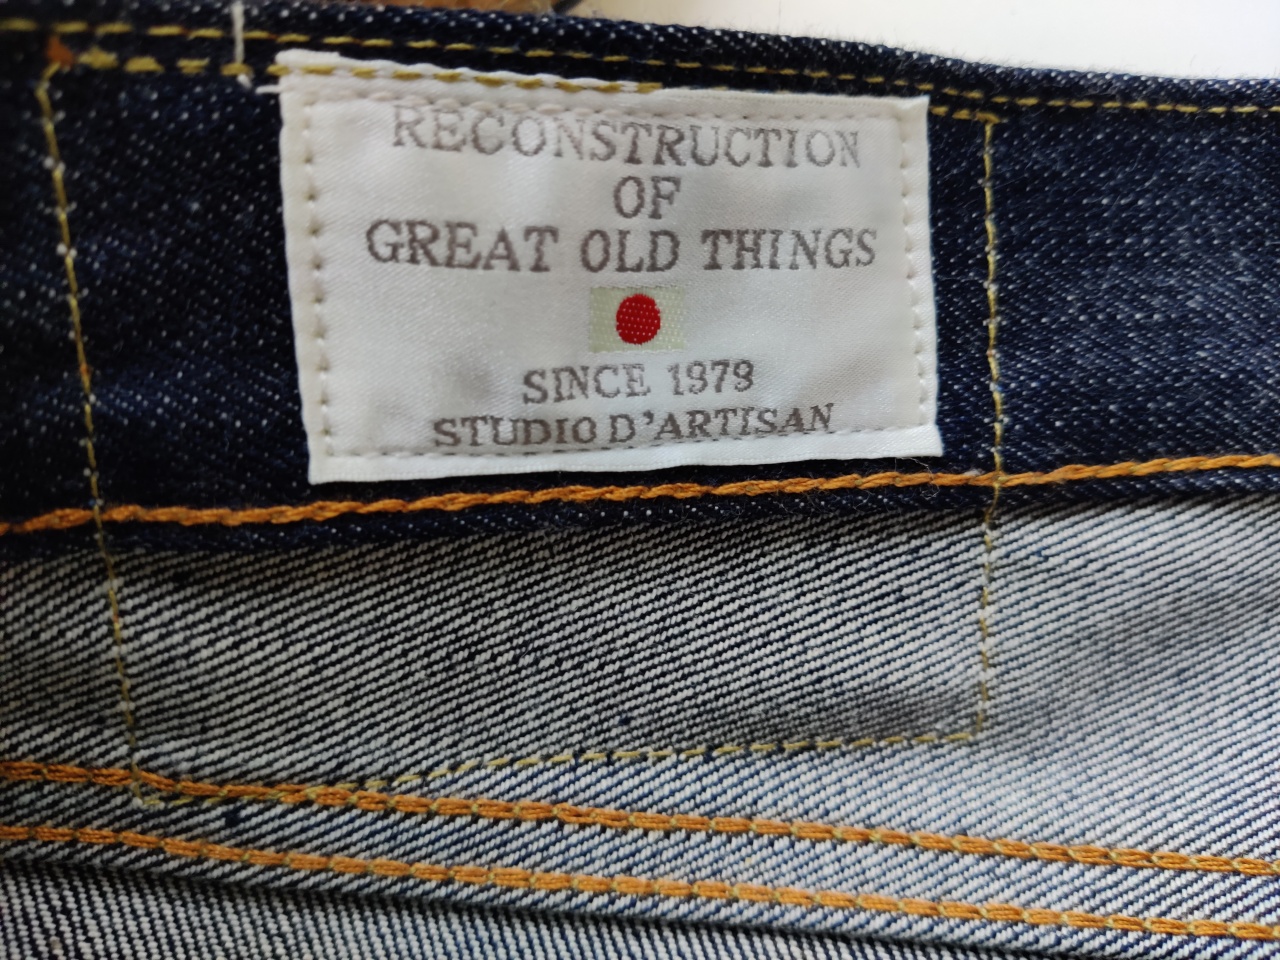 RECONSTRUCTION
OF
GREAT OLD THINGS
SINCE 1979
STUDIO D'ARTISAN